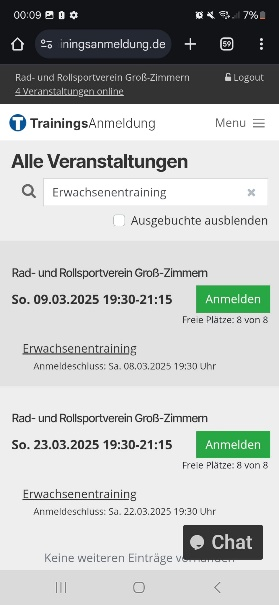 00:09
7%
iningsanmeldung.de
59
Rad- und Rollsportverein Groß-Zimmern
Logout
4 Veranstaltungen online
TrainingsAnmeldung
Menu
Alle Veranstaltungen
Erwachsenentraining
Ausgebuchte ausblenden
Rad- und Rollsportverein Groß-Zimmern
So. 09.03.2025 19:30-21:15
Anmelden
Freie Plätze: 8 von 8
Erwachsenentraining
Anmeldeschluss: Sa. 08.03.2025 19:30 Uhr
Rad- und Rollsportverein Groß-Zimmern
So. 23.03.2025 19:30-21:15
Anmelden
Freie Plätze: 8 von 8
Erwachsenentraining
Anmeldeschluss: Sa. 22.03.2025 19:30 Uhr
Chat
Keine weiteren Einträge